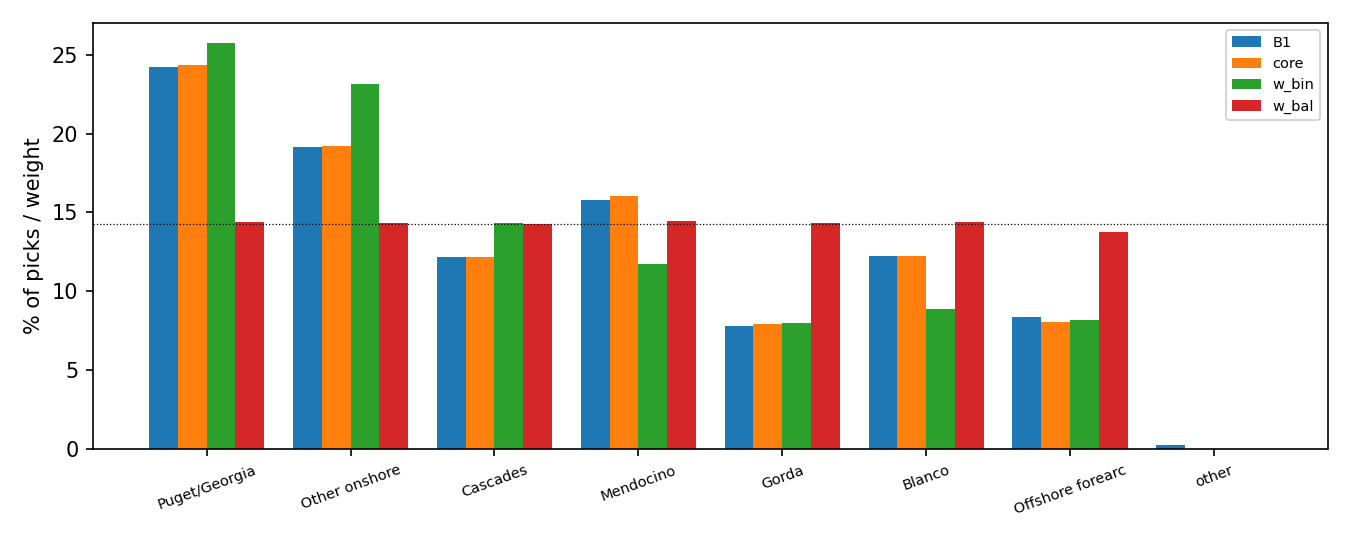 % of picks / weight
25
20
15
10
5
0
B1
core
w_bin
w_bal
Puget/Georgia
Other onshore
Cascades
Mendocino
Gorda
Blanco
Offshore forearc
other